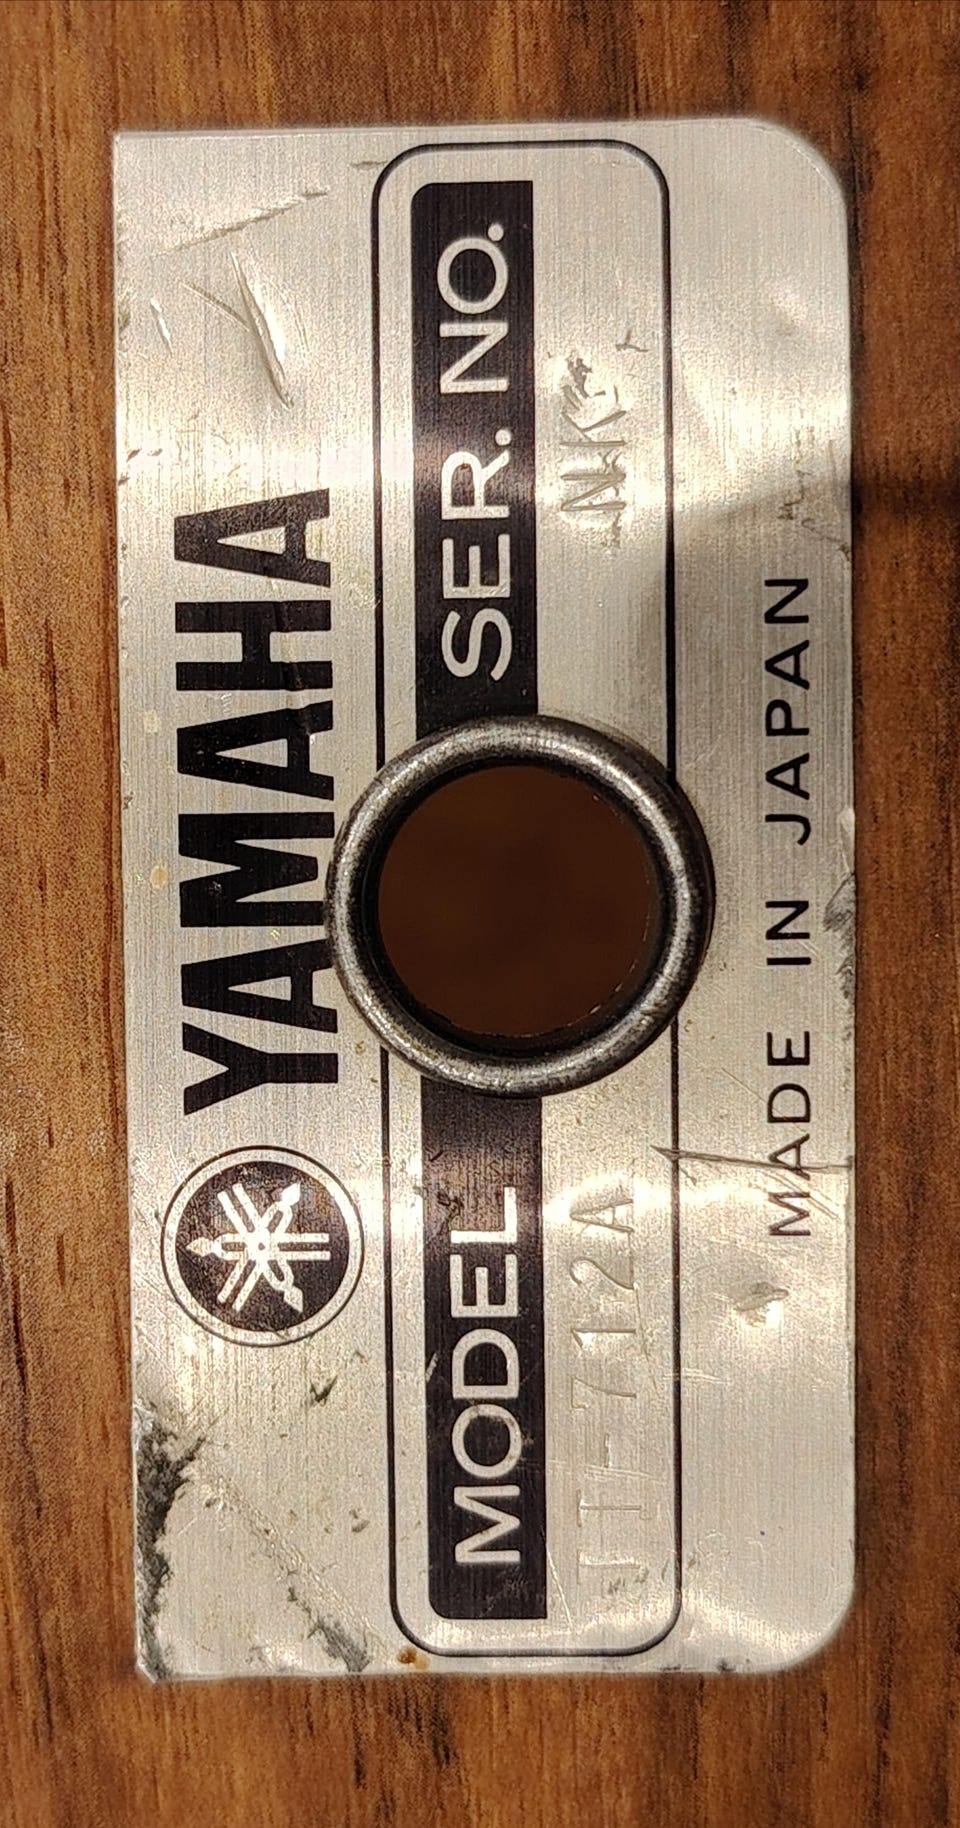 YAMAHA
MODEL SER. NO.
TT-712A NK
MADE IN JAPAN